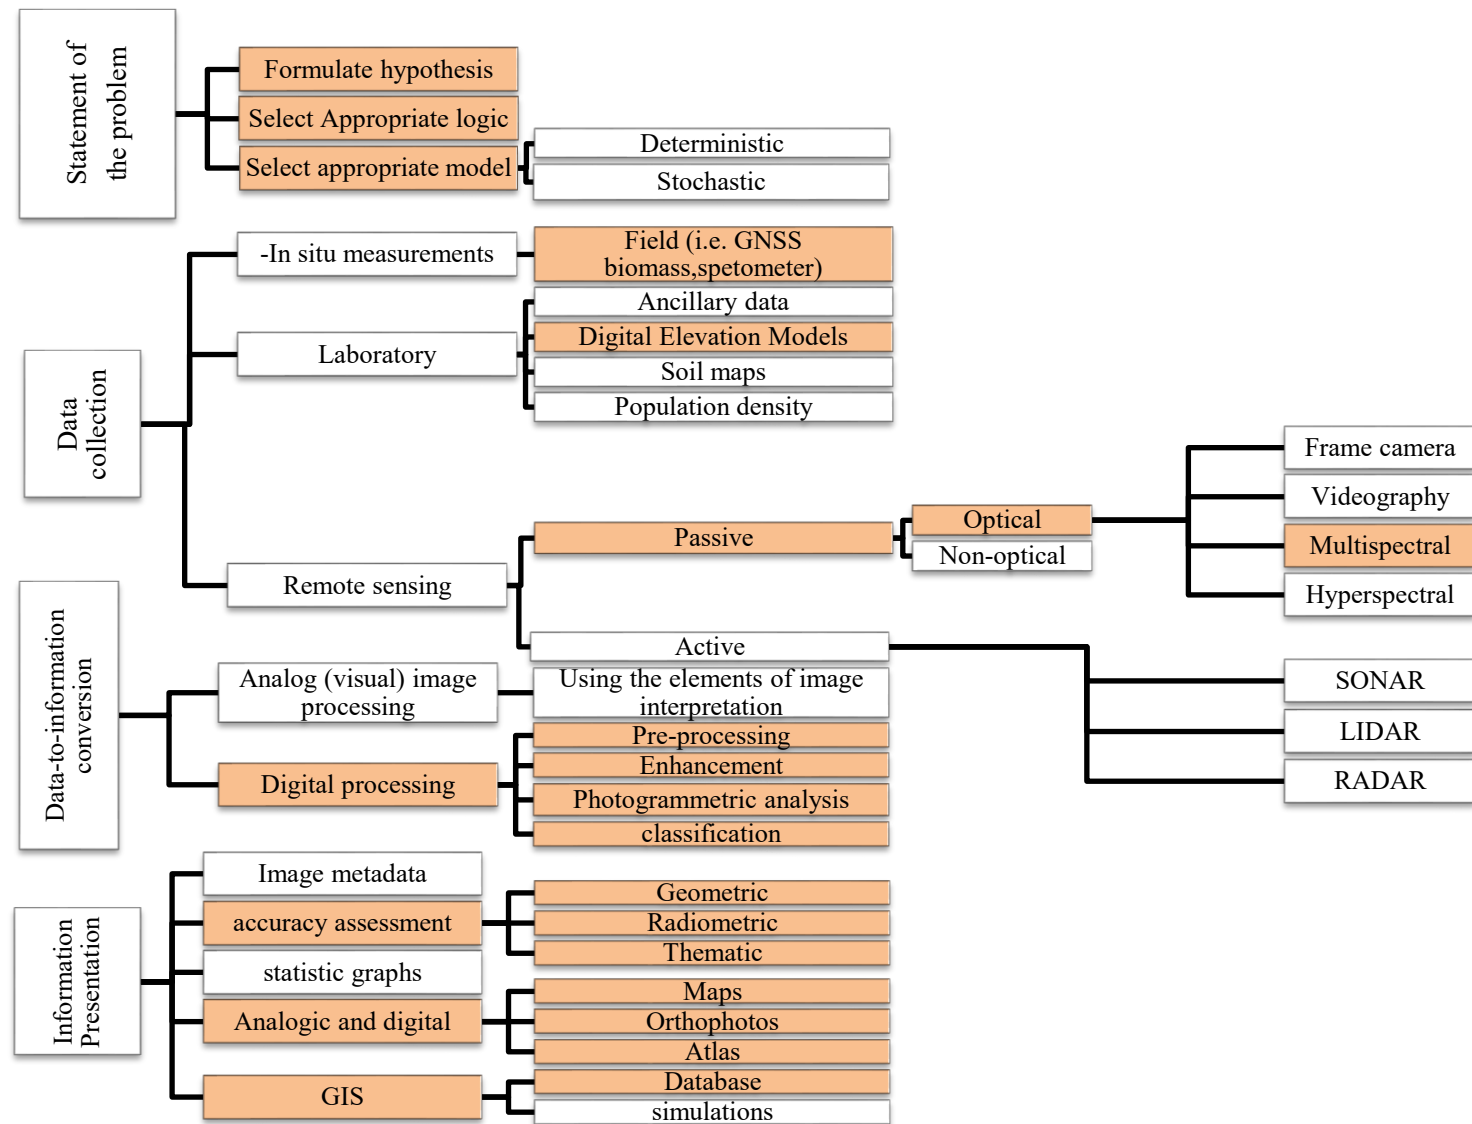 Statement of
the problem
Formulate hypothesis
Select Appropriate logic
Select appropriate model
Deterministic
Stochastic
Data
collection
-In situ measurements
Field (i.e. GNSS
biomass,spetometer)
Laboratory
Ancillary data
Digital Elevation Models
Soil maps
Population density
Remote sensing
Passive
Optical
Non-optical
Frame camera
Videography
Multispectral
Hyperspectral
Active
SONAR
LIDAR
RADAR
Data-to-information
conversion
Analog (visual) image
processing
Using the elements of image
interpretation
Digital processing
Pre-processing
Enhancement
Photogrammetric analysis
classification
Information
Presentation
Image metadata
accuracy assessment
Geometric
Radiometric
Thematic
statistic graphs
Analogic and digital
Maps
Orthophotos
Atlas
GIS
Database
simulations